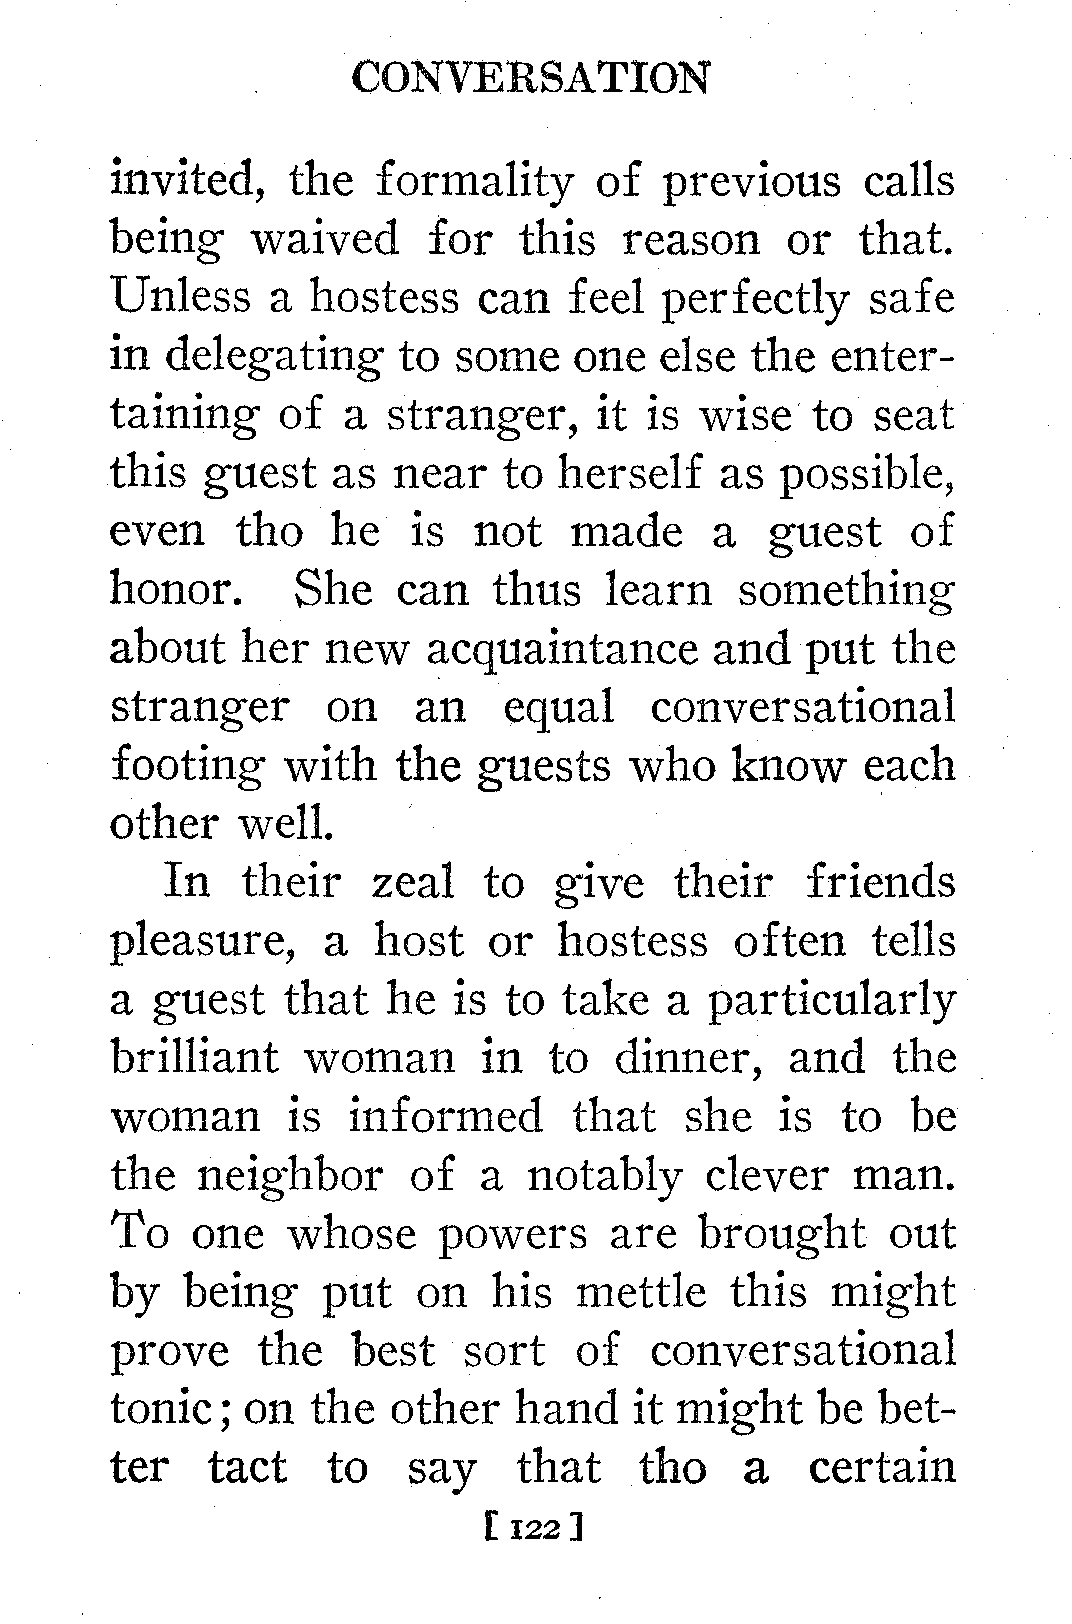 CONVERSATION
invited, the formality of previous calls
being waived for this reason or that.
Unless a hostess can feel perfectly safe
in delegating to some one else the enter-
taining of a stranger, it is wise to seat
this guest as near to herself as possible,
even tho he is not made a guest of
honor. She can thus learn something
about her new acquaintance and put the
stranger on an equal conversational
footing with the guests who know each
other well.
In their zeal to give their friends
pleasure, a host or hostess often tells
a guest that he is to take a particularly
brilliant woman in to dinner, and the
woman is informed that she is to be
the neighbor of a notably clever man.
To one whose powers are brought out
by being put on his mettle this might
prove the best sort of conversational
tonic; on the other hand it might be bet-
ter tact to say that tho a certain
[ 122 ]